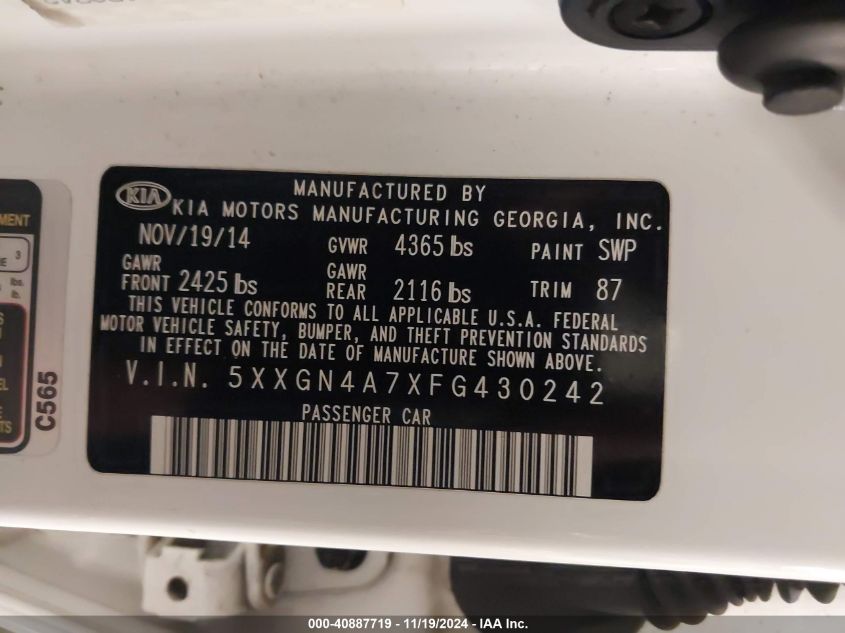 KIA
MANUFACTURED BY
KIA MOTORS MANUFACTURING GEORGIA, INC.
NOV/19/14 GVWR 4365 lbs PAINT SWP
GAWR FRONT 2425 lbs GAWR REAR 2116 lbs TRIM 87
THIS VEHICLE CONFORMS TO ALL APPLICABLE U.S.A. FEDERAL
MOTOR VEHICLE SAFETY, BUMPER, AND THEFT PREVENTION STANDARDS
IN EFFECT ON THE DATE OF MANUFACTURE SHOWN ABOVE.
V.I.N. 5XXGN4A7XFG430242
PASSENGER CAR
C565
3
lbs.
lb.
000-40887719 - 11/19/2024 - IAA Inc.